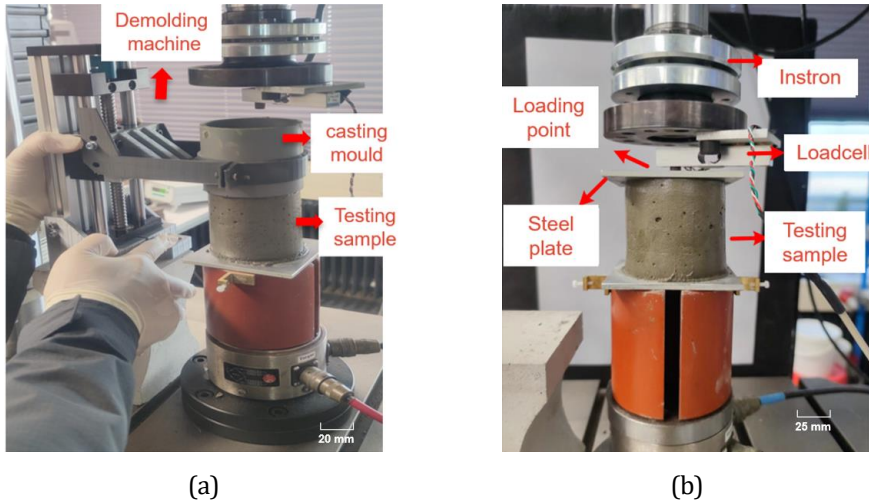 Demolding
machine
casting
mould
Testing
sample
20 mm
(a)
Instron
Loading
point
Loadcell
Steel
plate
Testing
sample
25 mm
(b)